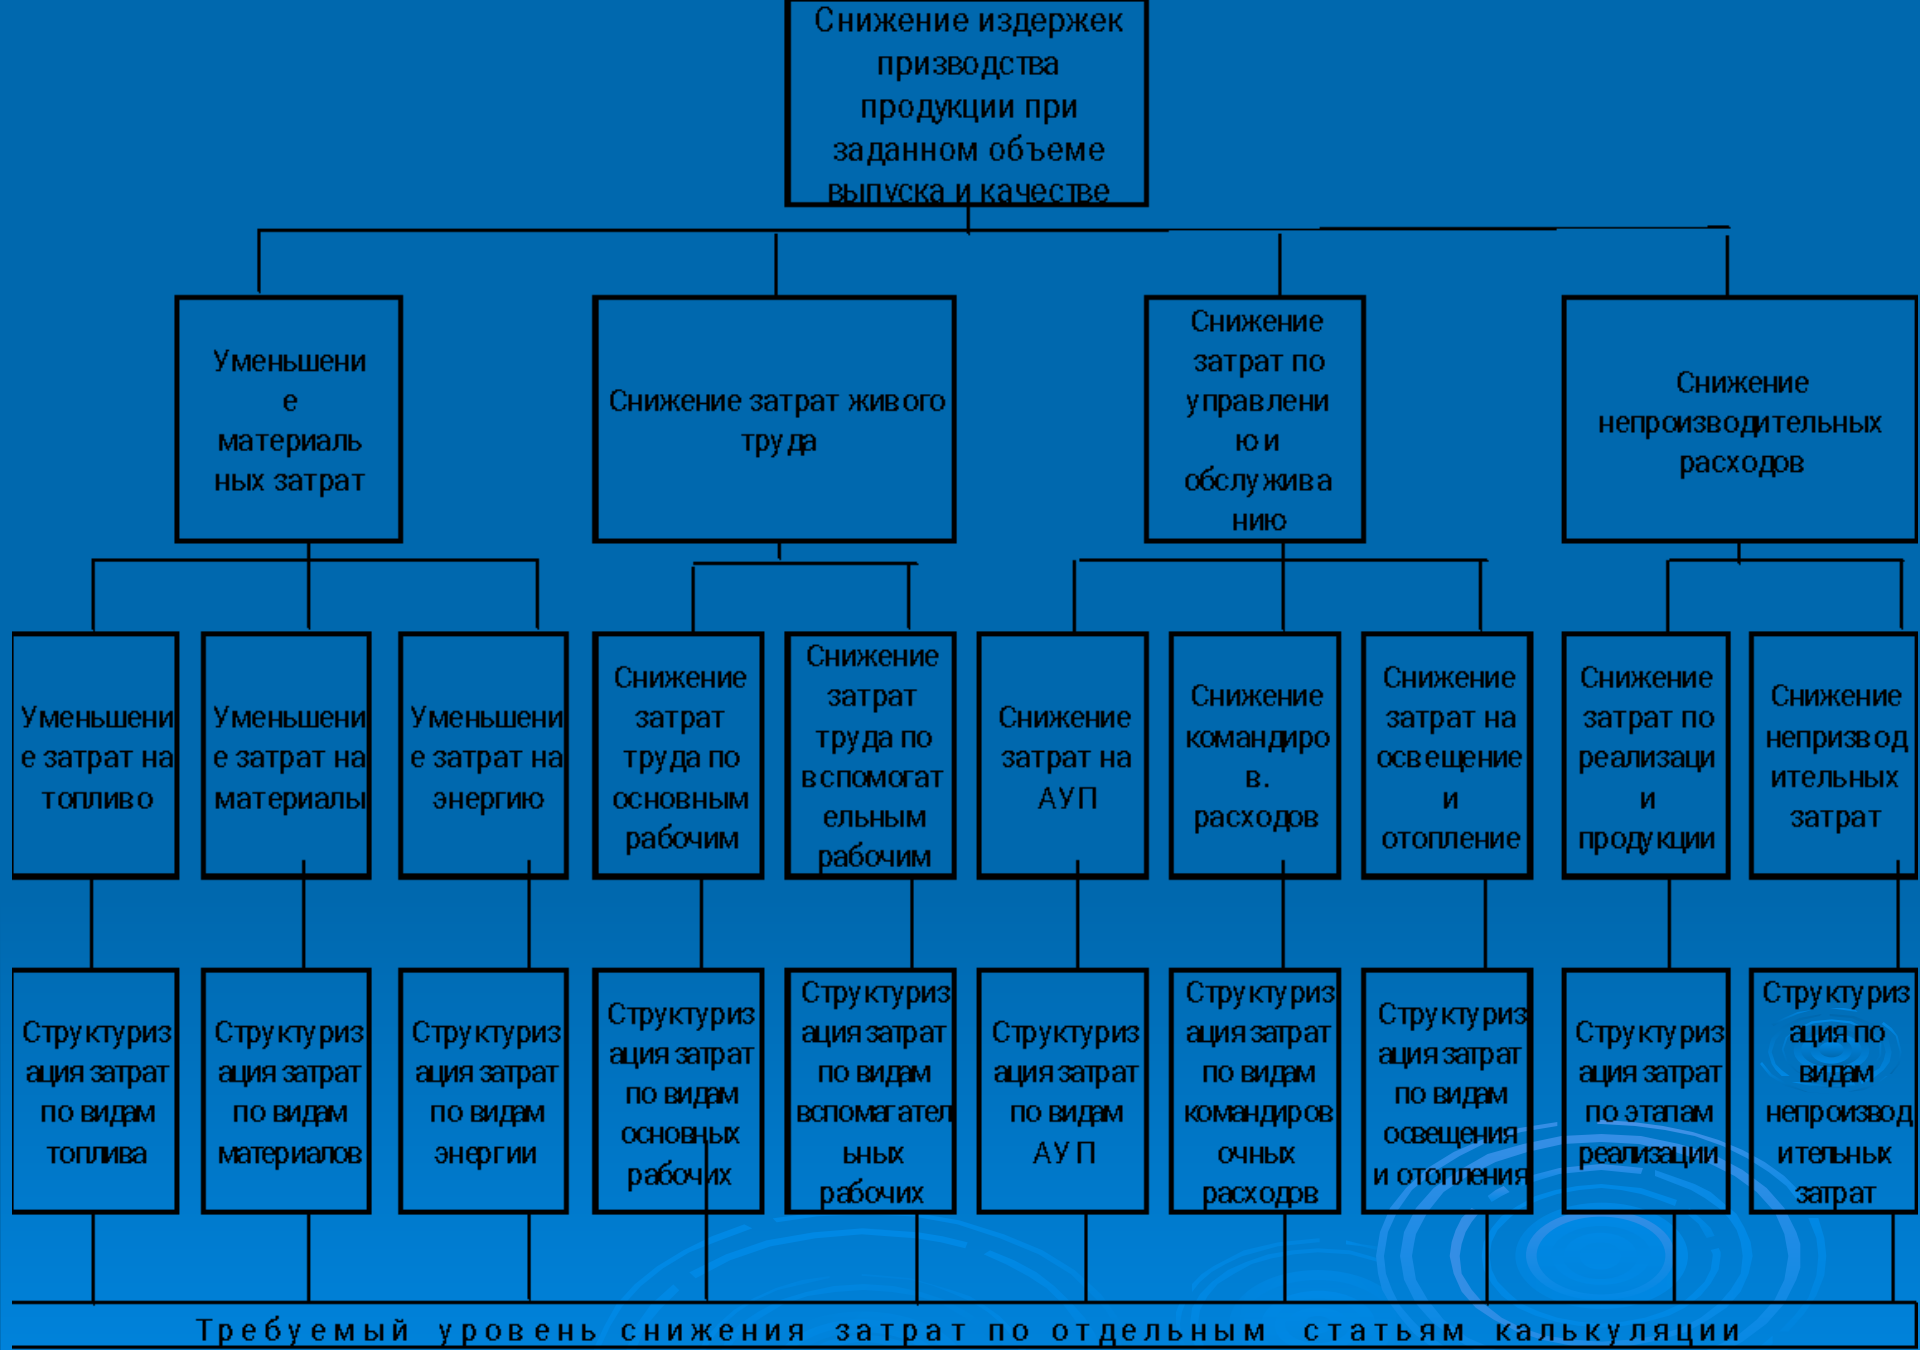 Снижение издержек
призводства
продукции при
заданном объеме
выпуска и качестве
Уменьшени
е
материаль
ных затрат
Снижение затрат живого
труда
Снижение
затрат по
управлени
ю и
обслужива
нию
Снижение
непроизводительных
расходов
Уменьшени
е затрат на
топливо
Уменьшени
е затрат на
материалы
Уменьшени
е затрат на
энергию
Снижение
затрат
труда по
основным
рабочим
Снижение
затрат
труда по
вспомогат
ельным
рабочим
Снижение
затрат на
АУП
Снижение
командиро
в.
расходов
Снижение
затрат на
освещение
и
отопление
Снижение
затрат по
реализаци
и
продукции
Снижение
непризвод
ительных
затрат
Структуриз
ация затрат
по видам
топлива
Структуриз
ация затрат
по видам
материалов
Структуриз
ация затрат
по видам
энергии
Структуриз
ация затрат
по видам
основных
рабочих
Структуриз
ация затрат
по видам
вспомагател
ьных
рабочих
Структуриз
ация затрат
по видам
АУП
Структуриз
ация затрат
по видам
командиров
очных
расходов
Структуриз
ация затрат
по видам
освещения
и отопления
Структуриз
ация затрат
по этапам
реализации
Структуриз
ация по
видам
непроизвод
ительных
затрат
Требуемый уровень снижения затрат по отдельным статьям калькуляции